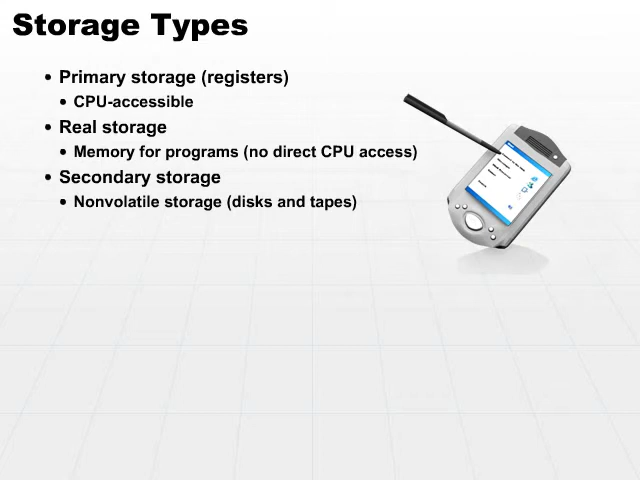 Storage Types
• Primary storage (registers)
• CPU-accessible
• Real storage
• Memory for programs (no direct CPU access)
• Secondary storage
• Nonvolatile storage (disks and tapes)